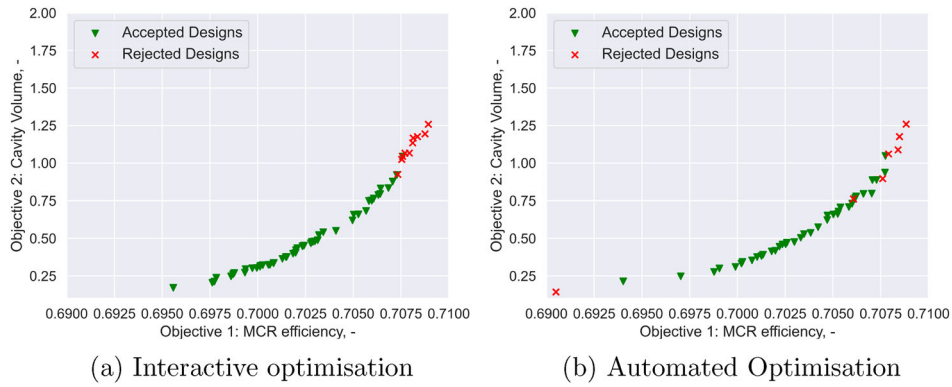 2.00
1.75
1.50
1.25
1.00
0.75
0.50
0.25
Objective 2: Cavity Volume, -
Accepted Designs
Rejected Designs
0.6900 0.6925 0.6950 0.6975 0.7000 0.7025 0.7050 0.7075 0.7100
Objective 1: MCR efficiency, -
(a) Interactive optimisation
2.00
1.75
1.50
1.25
1.00
0.75
0.50
0.25
Objective 2: Cavity Volume, -
Accepted Designs
Rejected Designs
0.6900 0.6925 0.6950 0.6975 0.7000 0.7025 0.7050 0.7075 0.7100
Objective 1: MCR efficiency, -
(b) Automated Optimisation